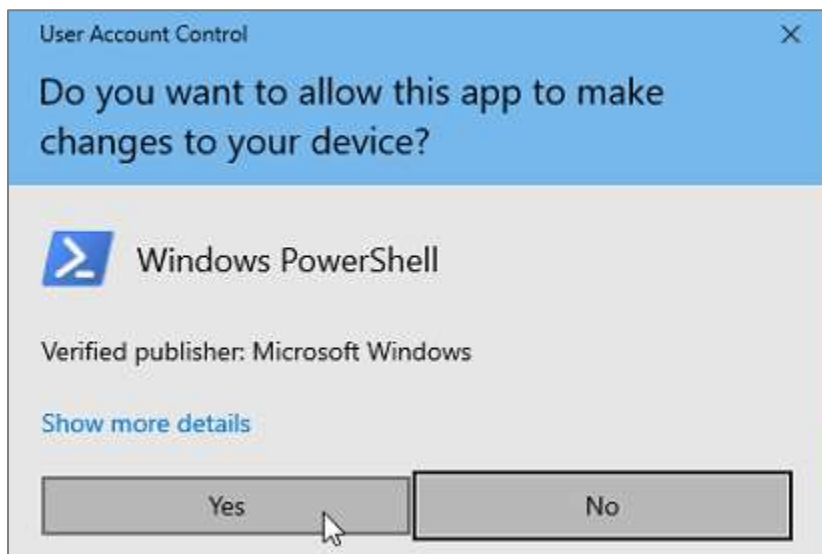 User Account Control
Do you want to allow this app to make
changes to your device?
Windows PowerShell
Verified publisher: Microsoft Windows
Show more details
Yes
No